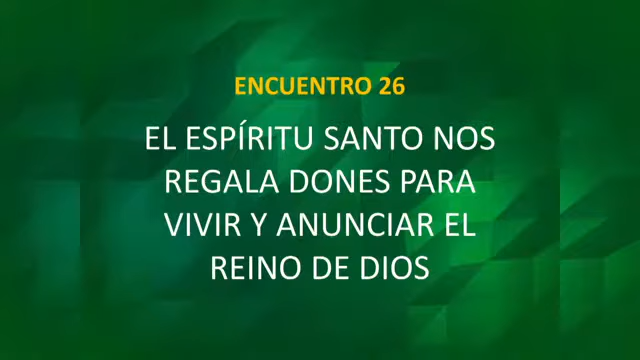 ENCUENTRO 26
EL ESPÍRITU SANTO NOS
REGALA DONES PARA
VIVIR Y ANUNCIAR EL
REINO DE DIOS